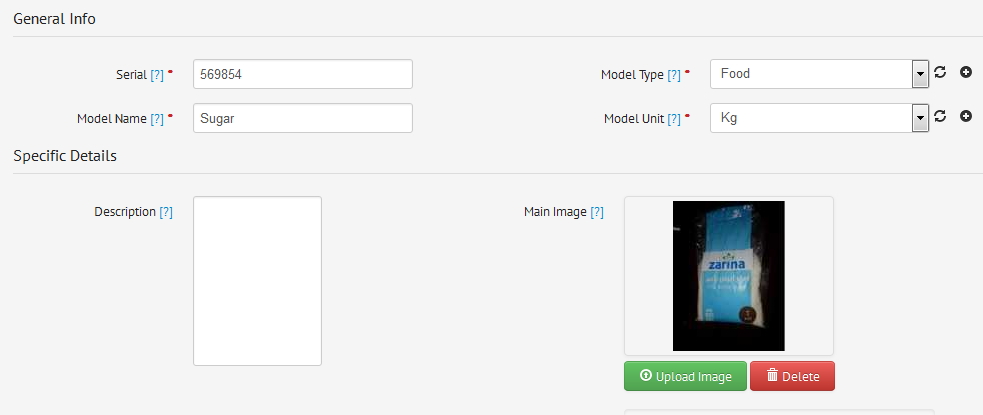 General Info
Serial [?] * 569854 Model Type [?] * Food
Model Name [?] * Sugar Model Unit [?] * Kg
Specific Details
Description [?] Main Image [?]
zarina
Upload Image Delete